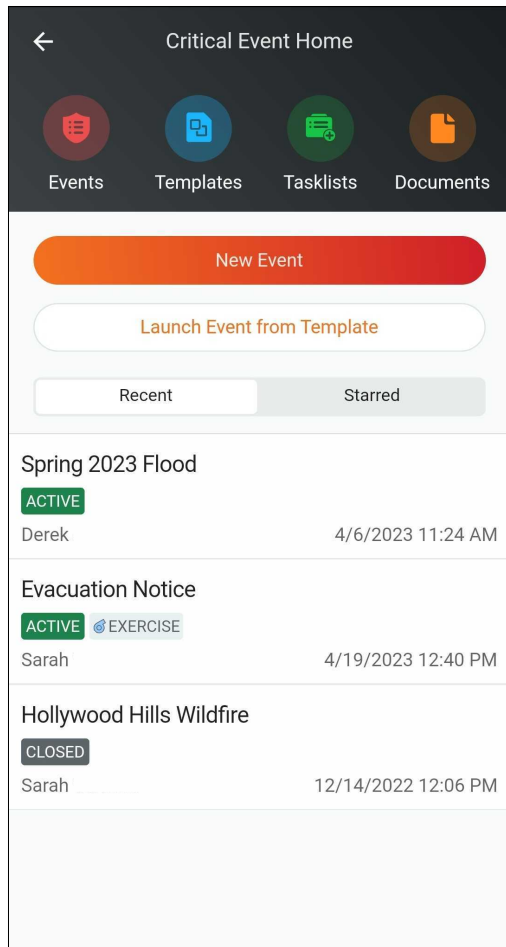 Critical Event Home
Events Templates Tasklists Documents
New Event
Launch Event from Template
Recent Starred
Spring 2023 Flood
ACTIVE
Derek 4/6/2023 11:24 AM
Evacuation Notice
ACTIVE EXERCISE
Sarah 4/19/2023 12:40 PM
Hollywood Hills Wildfire
CLOSED
Sarah 12/14/2022 12:06 PM